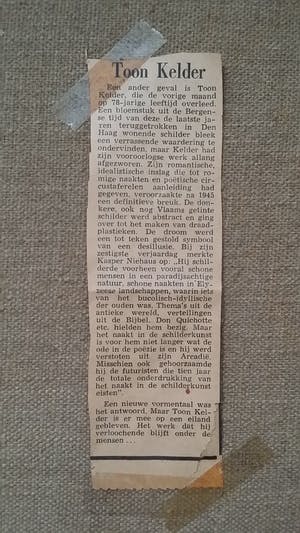 Toon Kelder
Een ander geval is Toon
Kelder, die de vorige maand
op 78-jarige leeftijd overleed.
Een bloemstuk uit de Bergen-
se tijd van deze de laatste ja-
ren teruggetrokken in Den
Haag wonende schilder bleek
een verrassende waardering te
ondervinden, maar Kelder had
zijn vooroorlogse werk allang
afgezworen. Zijn romantische,
idealistische inslag die tot ro-
mige naakten en poëtische cir-
custaferelen aanleiding had
gegeven, veroorzaakte na 1945
een definitieve breuk. De don-
kere, ook nog Vlaams getinte
schilder werd abstract en ging
over tot het maken van draad-
plastieken. De droom werd
een tot teken gestold symbool
van een desillusie. Bij zijn
zestigste verjaardag merkte
Kasper Niehaus op: „Hij schil-
derde voorheen vooral schone
mensen in een paradijsachtige
natuur, schone naakten in Ely-
zeese landschappen, waarin iets
van het bucolisch-idyllische
der ouden was. Thema's uit de
antieke wereld, vertellingen
uit de Bijbel, Don Quichotte
etc. hielden hem bezig. Maar
het naakt in de schilderkunst
is voor hem niet langer wat de
ode in de poëzie is en hij werd
verstoten uit zijn Arcadië.
Misschien ook gehoorzaamde
hij de futuristen die tien jaar
de totale onderdrukking van
het naakt in de schilderkunst
eisten".
Een nieuwe vormentaal was
het antwoord. Maar Toon Kel-
der is er mee op een eiland
gebleven. Het werk dat hij
verloochende blijft onder de
mensen ...